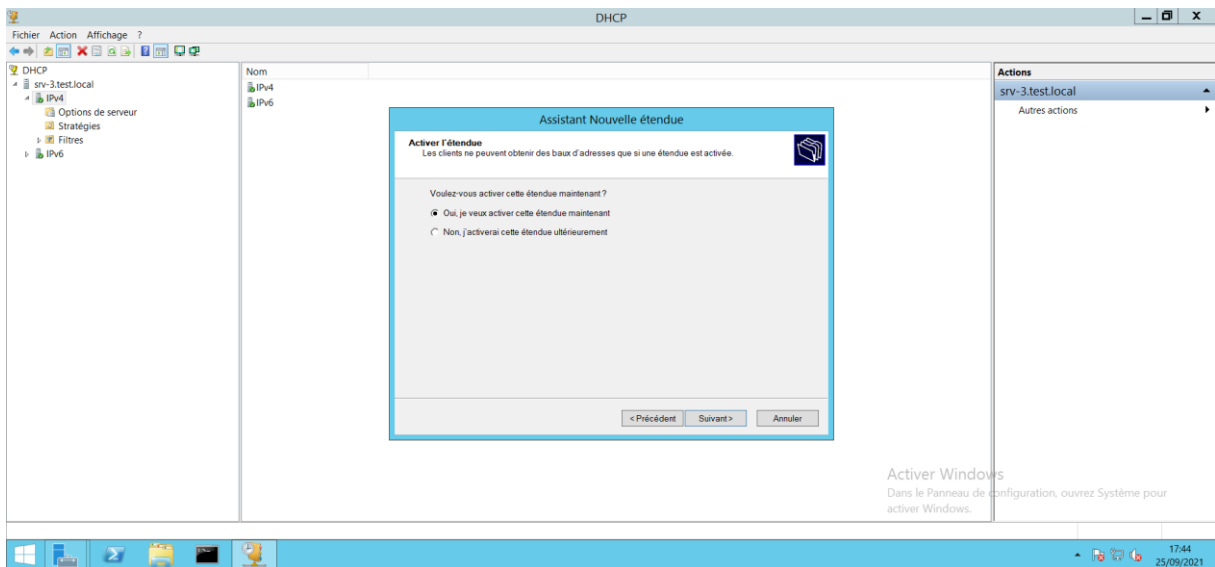 DHCP
Fichier Action Affichage ?
DHCP
srv-3.test.local
IPv4
Options de serveur
Stratégies
Filtres
IPv6
Nom
IPv4
IPv6
Actions
srv-3.test.local
Autres actions
Assistant Nouvelle étendue
Activer l'étendue
Les clients ne peuvent obtenir des baux d'adresses que si une étendue est activée.
Voulez-vous activer cette étendue maintenant ?
Oui, je veux activer cette étendue maintenant
Non, j'activerai cette étendue ultérieurement
< Précédent Suivant > Annuler
Activer Windows
Dans le Panneau de configuration, ouvrez Système pour
activer Windows.
17:44
25/09/2021